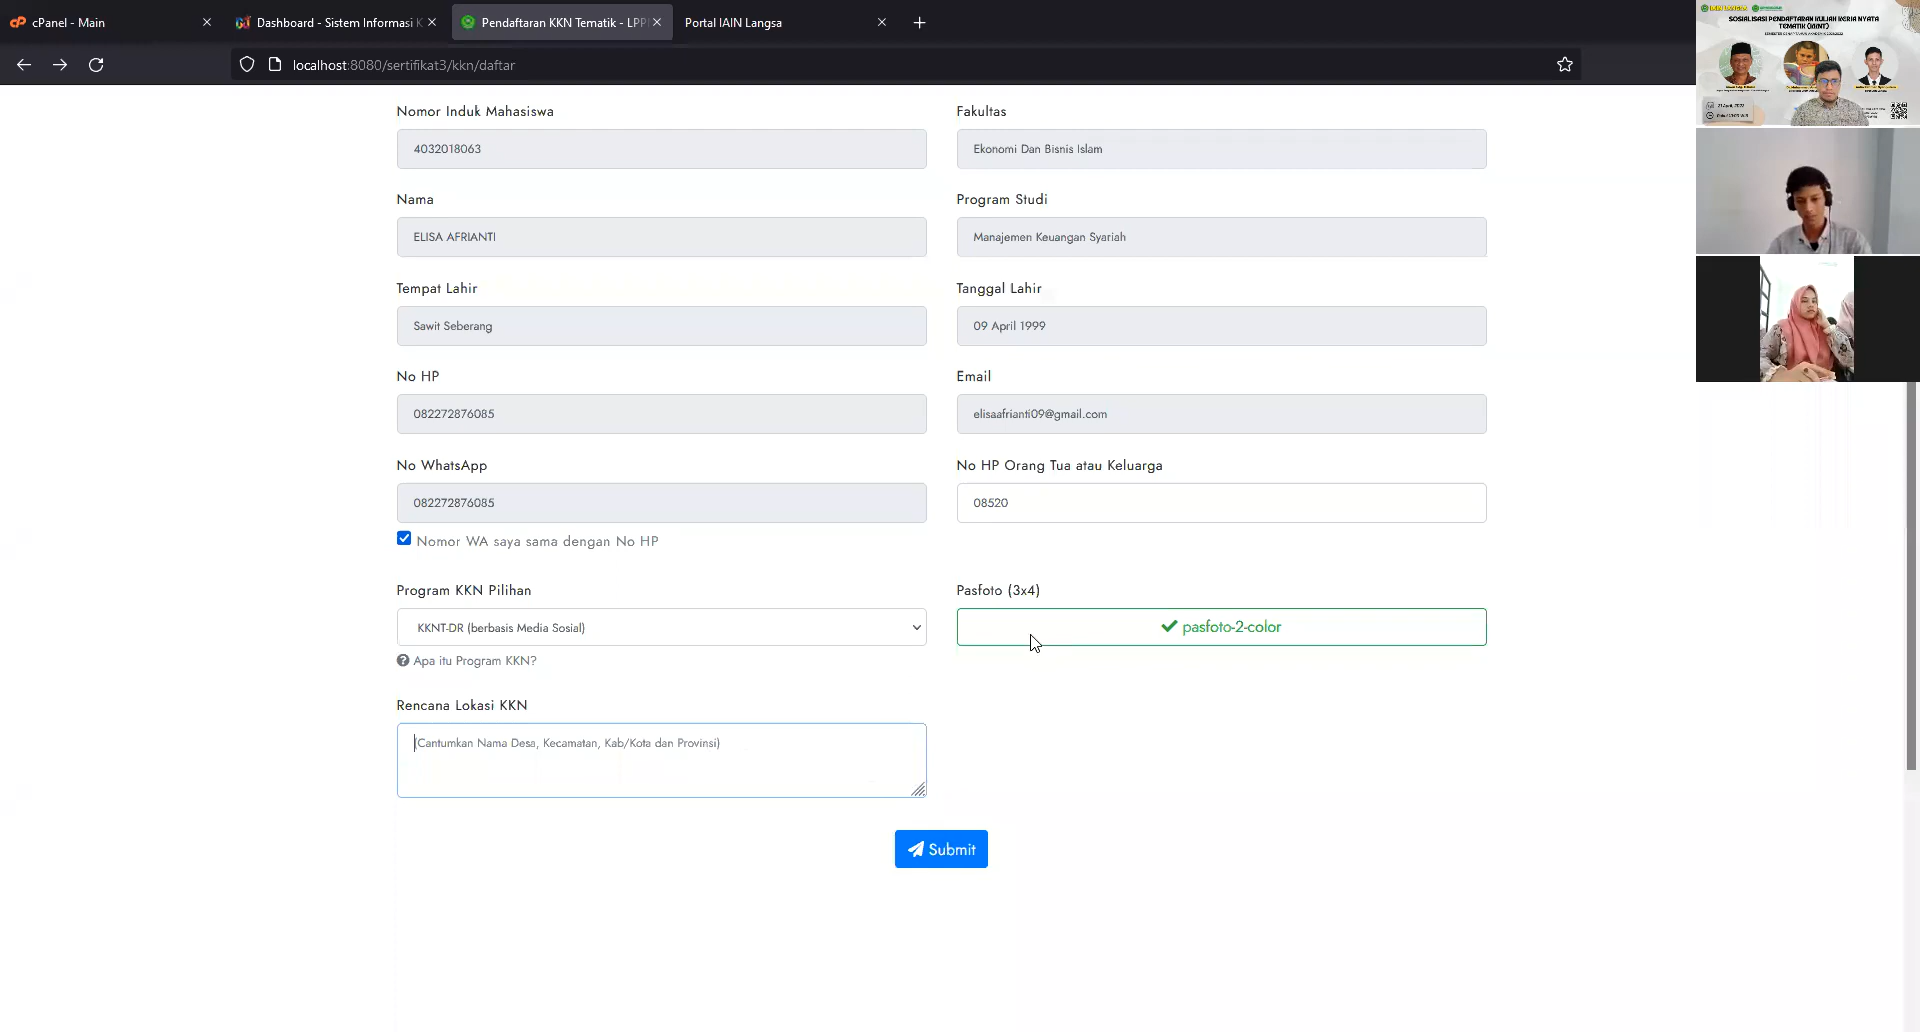 cPanel - Main
Dashboard - Sistem Informasi K
Pendaftaran KKN Tematik - LPP
Portal IAIN Langsa
localhost:8080/sertifikat3/kkn/daftar
IAIN LANGSA
SOSIALISASI PENDAFTARAN KULIAH KERJA NYATA
TEMATIK (KKNT)
21 April, 2022
Nomor Induk Mahasiswa
Fakultas
4032018063
Ekonomi Dan Bisnis Islam
Nama
Program Studi
ELISA AFRIANTI
Manajemen Keuangan Syariah
Tempat Lahir
Tanggal Lahir
Sawit Seberang
09 April 1999
No HP
Email
082272876085
elisaafrianti09@gmail.com
No WhatsApp
No HP Orang Tua atau Keluarga
082272876085
08520
Nomor WA saya sama dengan No HP
Program KKN Pilihan
Pasfoto (3x4)
KKNT-DR (berbasis Media Sosial)
pasfoto-2-color
Apa itu Program KKN?
Rencana Lokasi KKN
(Cantumkan Nama Desa, Kecamatan, Kab/Kota dan Provinsi)
Submit